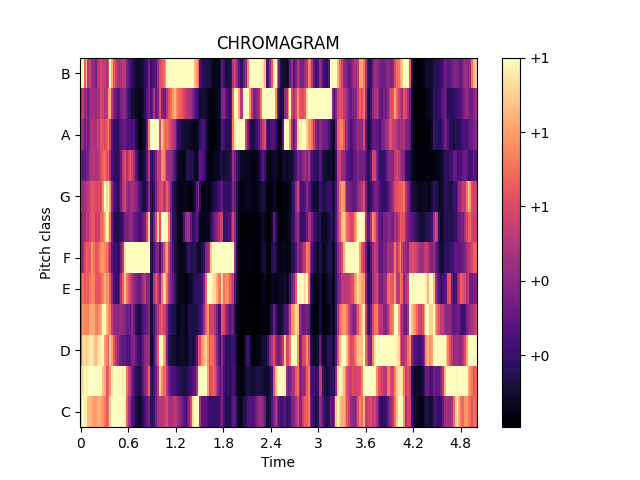 CHROMAGRAM
Pitch class
B
A
G
F
E
D
C
0 0.6 1.2 1.8 2.4 3 3.6 4.2 4.8
Time
+1
+1
+1
+0
+0